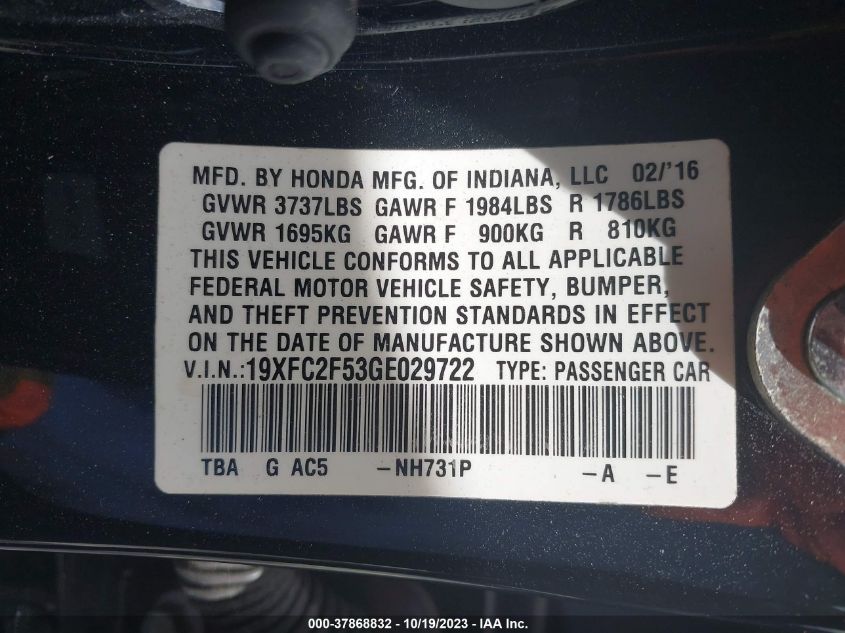 MFD. BY HONDA MFG. OF INDIANA, LLC 02/'16
GVWR 3737LBS GAWR F 1984LBS R 1786LBS
GVWR 1695KG GAWR F 900KG R 810KG
THIS VEHICLE CONFORMS TO ALL APPLICABLE
FEDERAL MOTOR VEHICLE SAFETY, BUMPER,
AND THEFT PREVENTION STANDARDS IN EFFECT
ON THE DATE OF MANUFACTURE SHOWN ABOVE.
V.I.N.:19XFC2F53GE029722 TYPE: PASSENGER CAR
TBA G AC5 -NH731P -A -E
000-37868832 - 10/19/2023 - IAA Inc.